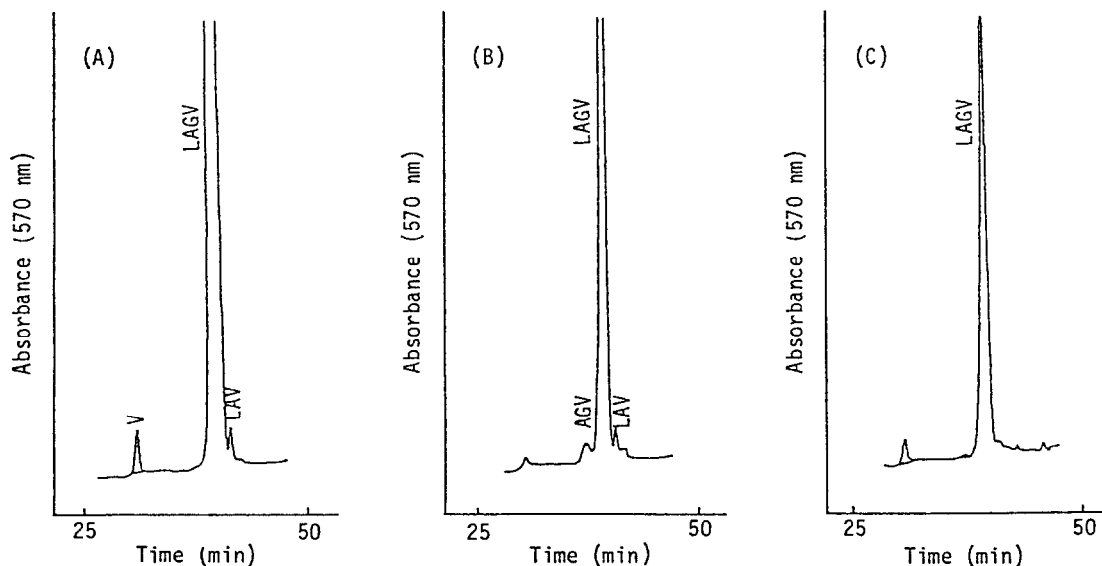 (A)
LAGV
V
LAV
Absorbance (570 nm)
25
50
Time (min)
(B)
LAGV
AGV
LAV
Absorbance (570 nm)
25
50
Time (min)
(C)
LAGV
Absorbance (570 nm)
25
50
Time (min)